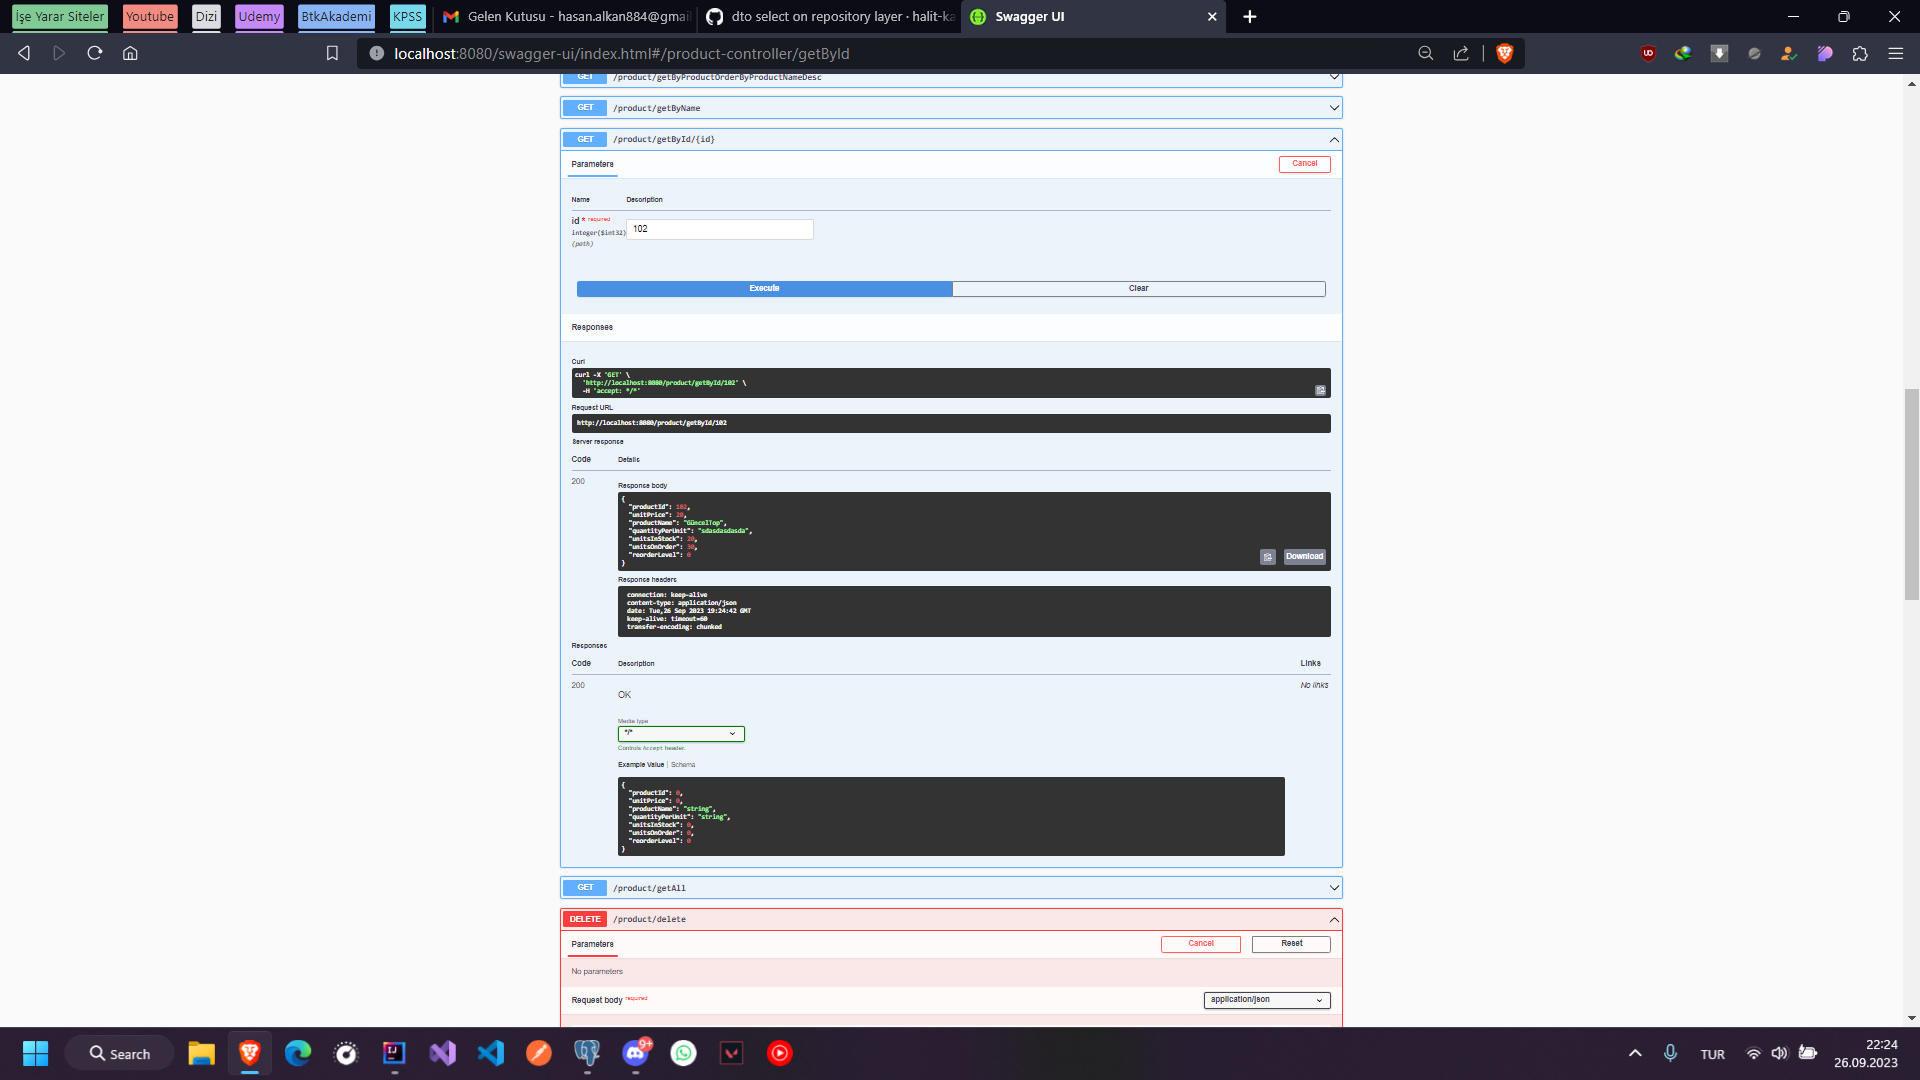 İşe Yarar Siteler
Youtube
Dizi
Udemy
BtkAkademi
KPSS
Gelen Kutusu - hasan.alkan884@gmai
dto select on repository layer · halit-ka
Swagger UI
localhost:8080/swagger-ui/index.html#/product-controller/getById
GET /product/getByProductOrderByProductNameDesc
GET /product/getByName
GET /product/getById/{id}
Parameters
Cancel
Name Description
id * required
integer($int32)
(path)
102
Execute
Clear
Responses
Curl
curl -X 'GET' \
'http://localhost:8080/product/getById/102' \
-H 'accept: */*'
Request URL
http://localhost:8080/product/getById/102
Server response
Code Details
200
Response body
{
"productId": 102,
"unitPrice": 20,
"productName": "GüncelTop",
"quantityPerUnit": "sdasdasdasda",
"unitsInStock": 20,
"unitsOnOrder": 30,
"reorderLevel": 0
}
Download
Response headers
connection: keep-alive
content-type: application/json
date: Tue,26 Sep 2023 19:24:42 GMT
keep-alive: timeout=60
transfer-encoding: chunked
Responses
Code Description Links
200
OK
No links
Media type
*/*
Controls Accept header.
Example Value | Schema
{
"productId": 0,
"unitPrice": 0,
"productName": "string",
"quantityPerUnit": "string",
"unitsInStock": 0,
"unitsOnOrder": 0,
"reorderLevel": 0
}
GET /product/getAll
DELETE /product/delete
Parameters
Cancel
Reset
No parameters
Request body required
application/json
Search
9+
TUR
22:24
26.09.2023